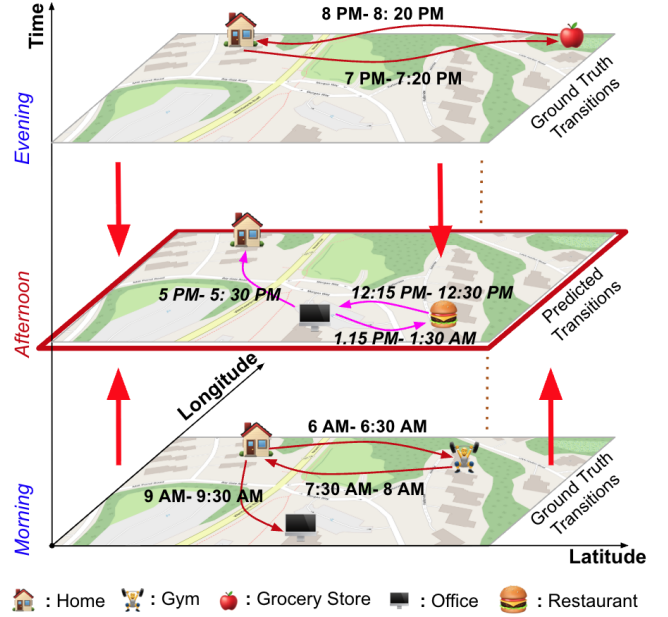 Time
8 PM- 8: 20 PM
7 PM- 7:20 PM
Evening
Ground Truth
Transitions
5 PM- 5: 30 PM
12:15 PM- 12:30 PM
1.15 PM- 1:30 AM
Afternoon
Predicted
Transitions
Longitude
6 AM- 6:30 AM
7:30 AM- 8 AM
9 AM- 9:30 AM
Morning
Ground Truth
Transitions
Latitude
: Home : Gym : Grocery Store : Office : Restaurant